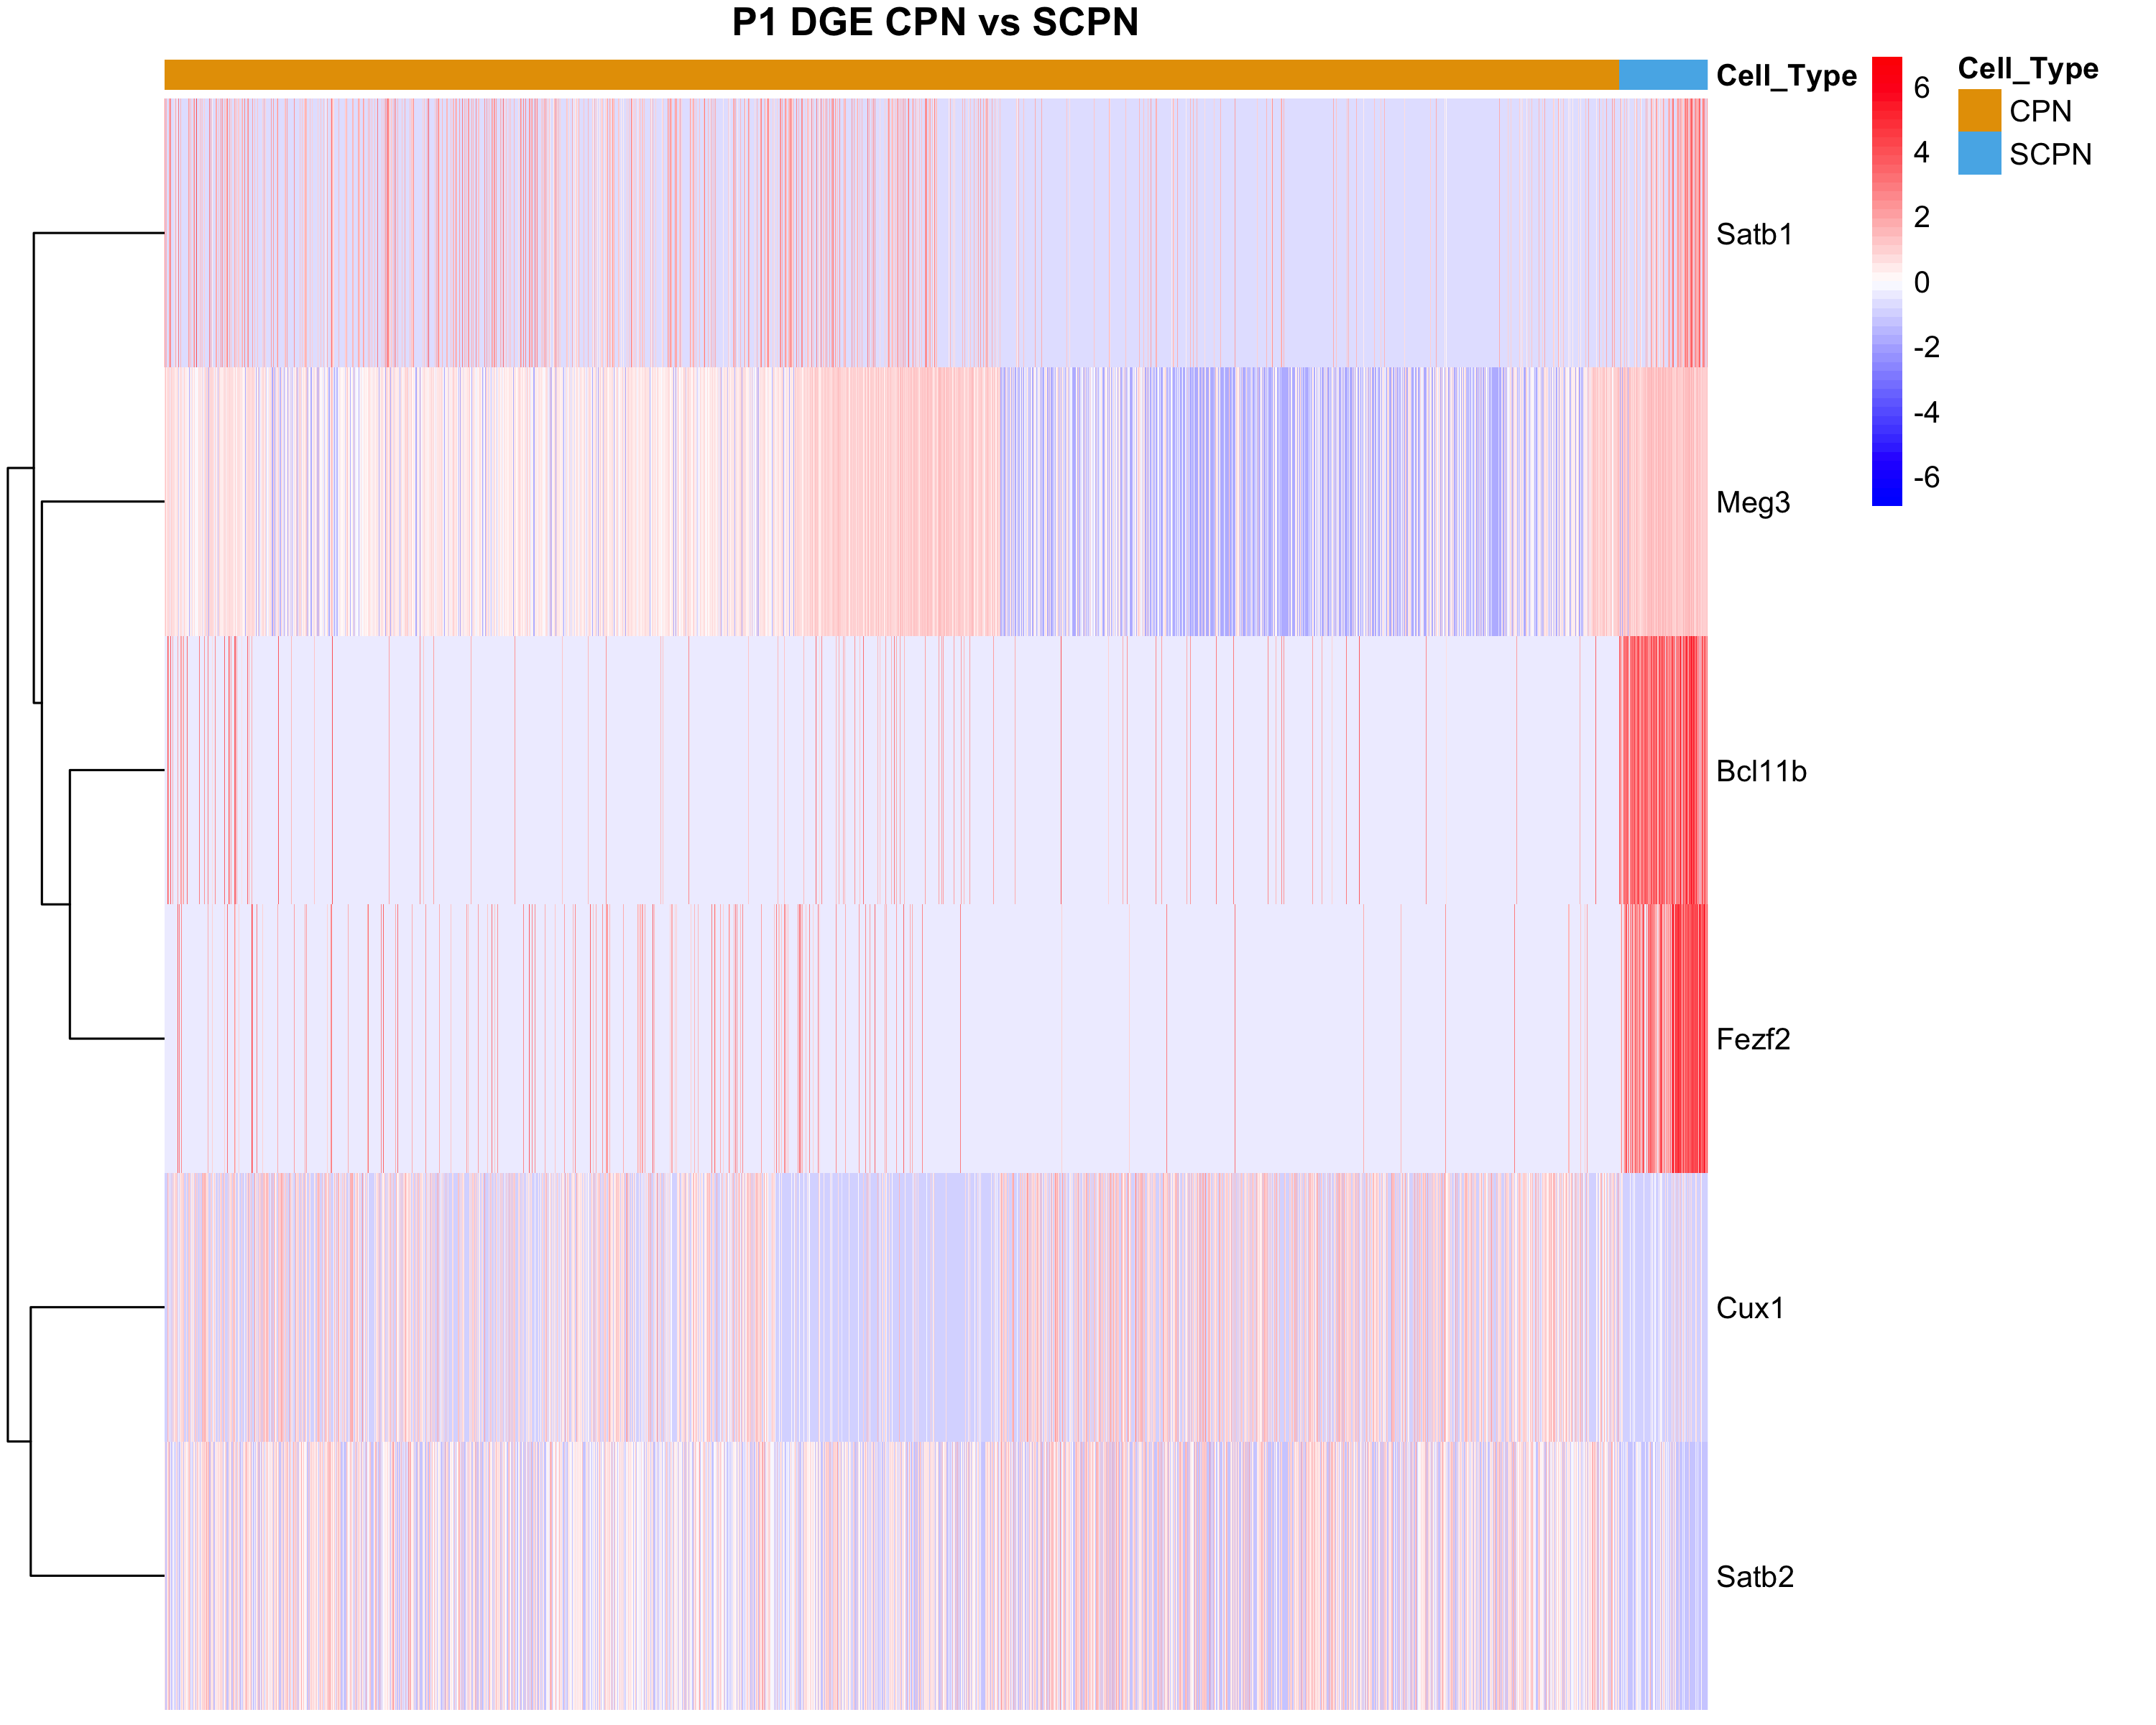 P1 DGE CPN vs SCPN
Cell_Type
Satb1
Meg3
Bcl11b
Fezf2
Cux1
Satb2
6
4
2
0
-2
-4
-6
Cell_Type
CPN
SCPN